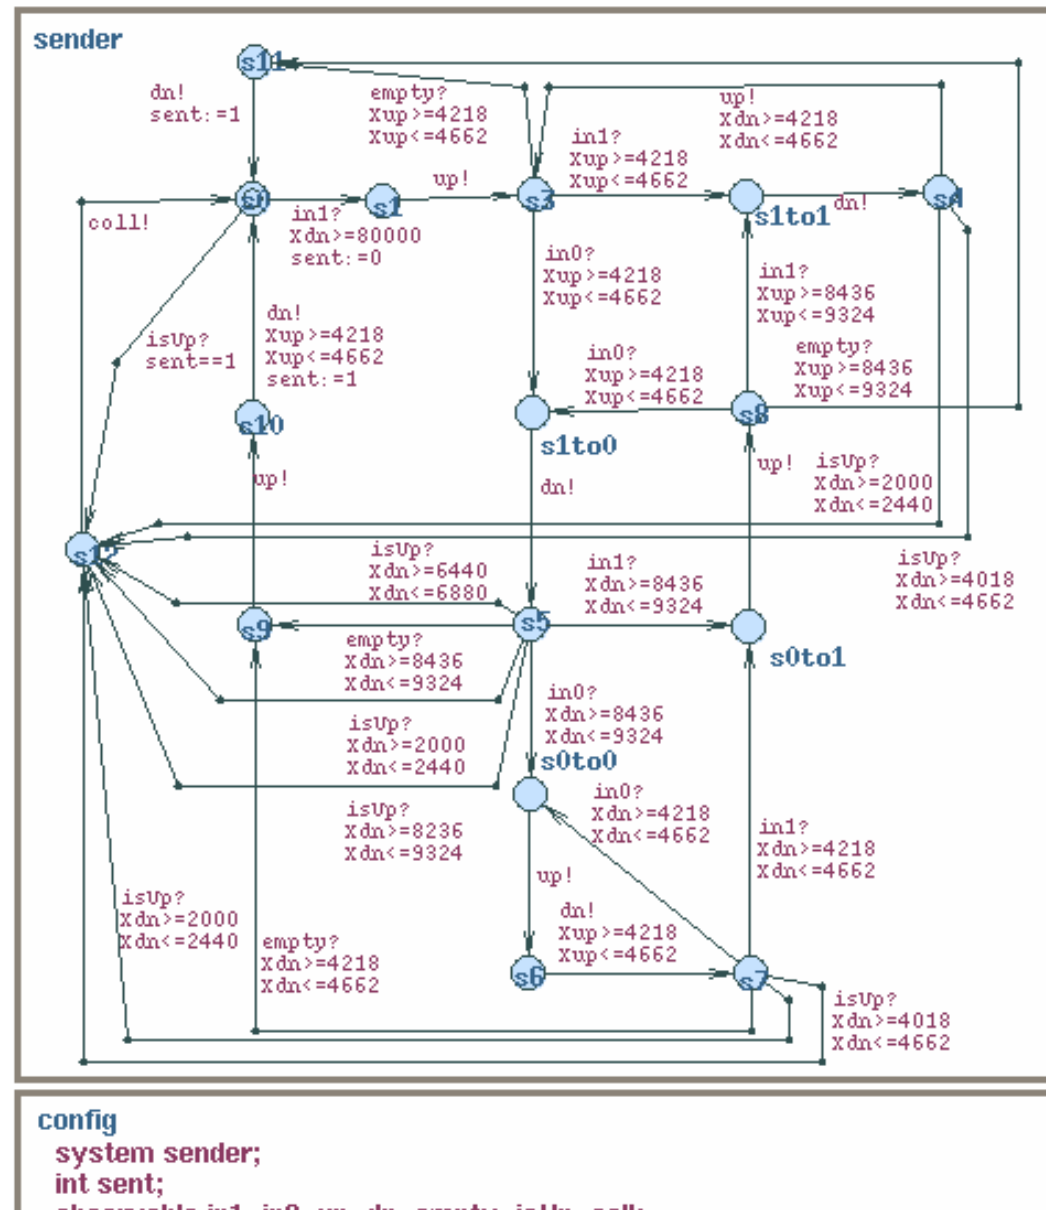 sender
s11
dn!
sent:=1
empty?
Xup>=4218
Xup<=4662
up!
Xdn>=4218
Xdn<=4662
in1?
Xup>=4218
Xup<=4662
coll!
s0
in1?
Xdn>=80000
sent:=0
s1
up!
s3
s1to1
dn!
s4
in0?
Xup>=4218
Xup<=4662
in1?
Xup>=8436
Xup<=9324
isUp?
sent==1
dn!
Xup>=4218
Xup<=4662
sent:=1
in0?
Xup>=4218
Xup<=4662
empty?
Xup>=8436
Xup<=9324
s10
s1to0
s8
up!
dn!
up!
isUp?
Xdn>=2000
Xdn<=2440
s12
isUp?
Xdn>=6440
Xdn<=6880
in1?
Xdn>=8436
Xdn<=9324
isUp?
Xdn>=4018
Xdn<=4662
s9
s5
s0to1
empty?
Xdn>=8436
Xdn<=9324
in0?
Xdn>=8436
Xdn<=9324
isUp?
Xdn>=2000
Xdn<=2440
s0to0
isUp?
Xdn>=8236
Xdn<=9324
in0?
Xdn>=4218
Xdn<=4662
in1?
Xdn>=4218
Xdn<=4662
up!
isUp?
Xdn>=2000
Xdn<=2440
empty?
Xdn>=4218
Xdn<=4662
dn!
Xup>=4218
Xup<=4662
s6
s7
isUp?
Xdn>=4018
Xdn<=4662
config
system sender;
int sent;